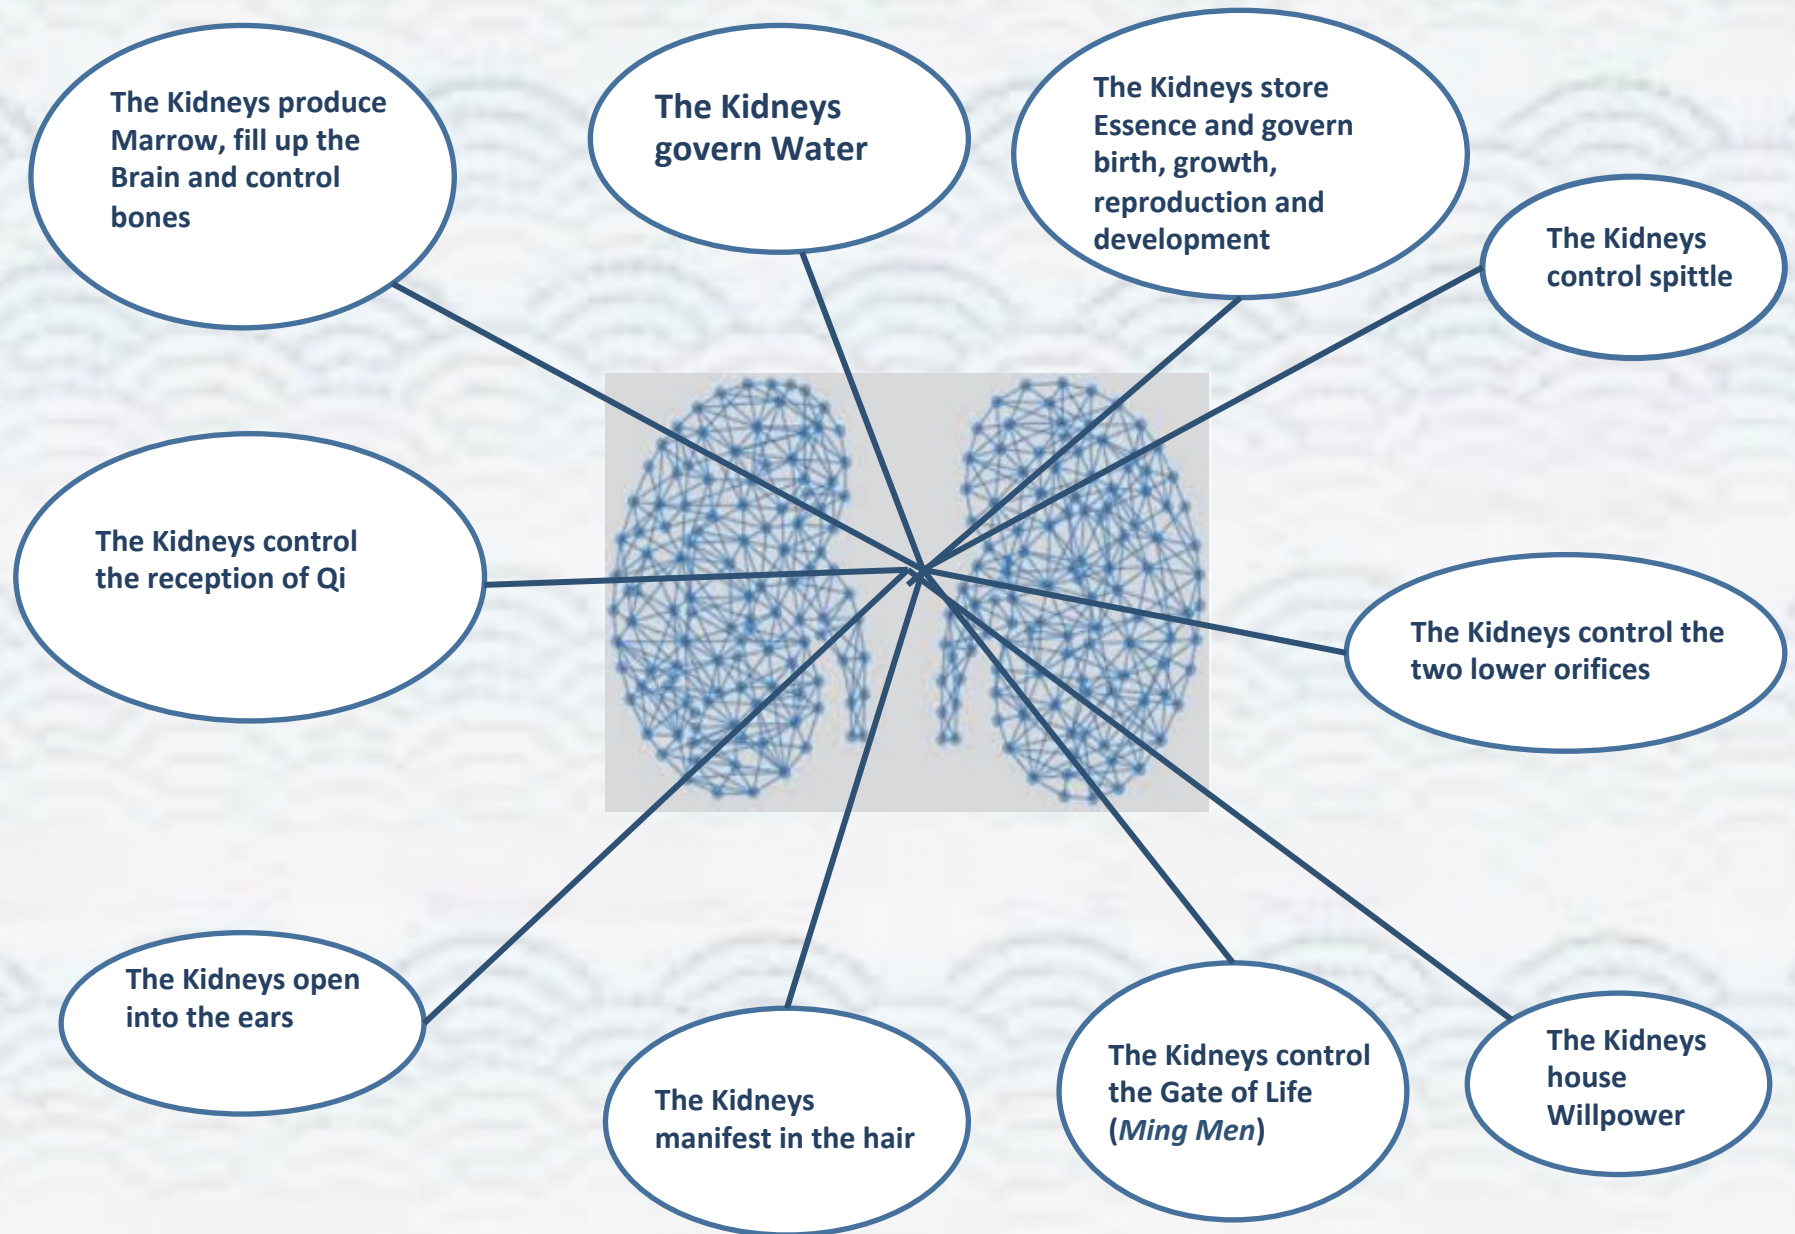 The Kidneys produce
Marrow, fill up the
Brain and control
bones
The Kidneys
govern Water
The Kidneys store
Essence and govern
birth, growth,
reproduction and
development
The Kidneys
control spittle
The Kidneys control
the reception of Qi
The Kidneys control the
two lower orifices
The Kidneys open
into the ears
The Kidneys
manifest in the hair
The Kidneys control
the Gate of Life
(Ming Men)
The Kidneys
house
Willpower